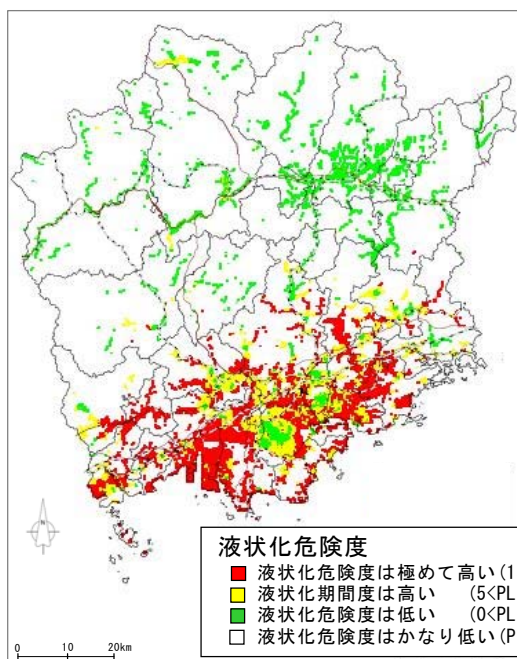 液状化危険度
液状化危険度は極めて高い(1
液状化期間度は高い (5<PL
液状化危険度は低い (0<PL
液状化危険度はかなり低い(P
N
0 10 20km